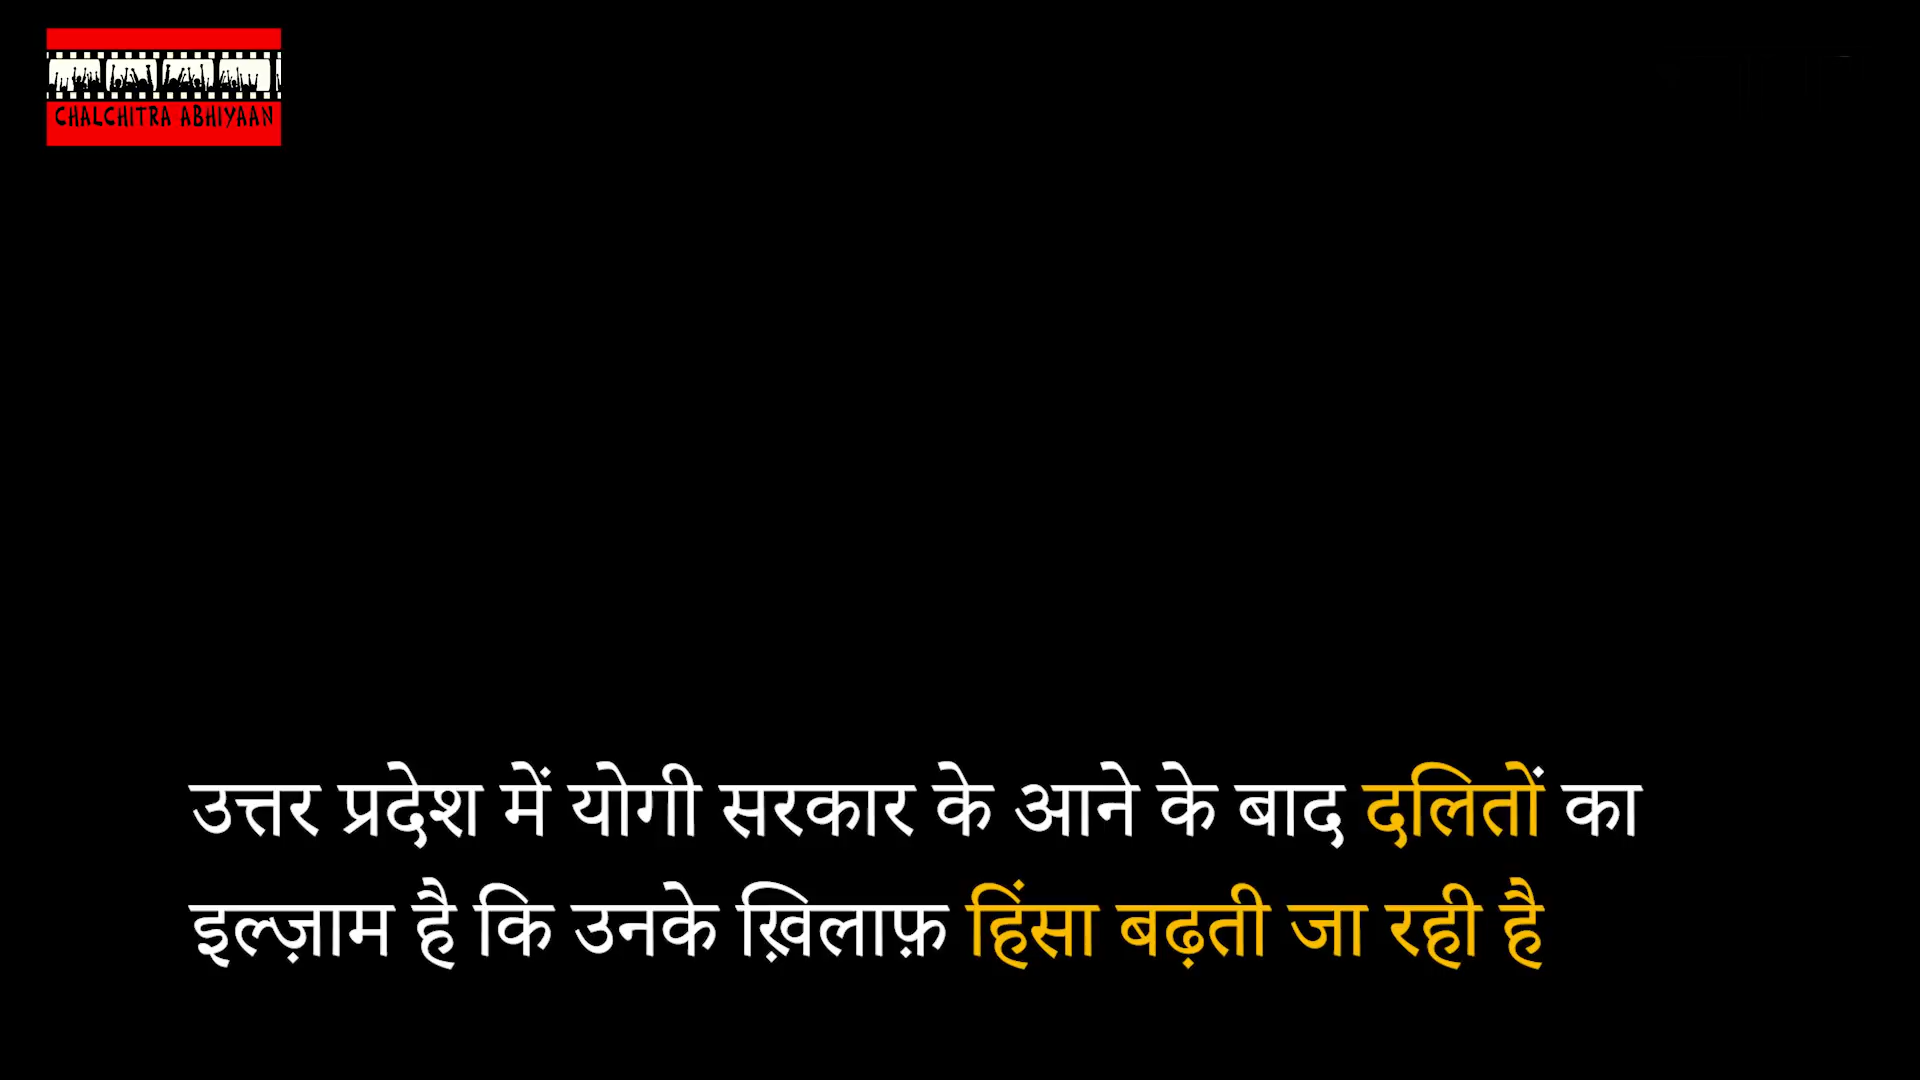 CHALCHITRA ABHIYAAN
उत्तर प्रदेश में योगी सरकार के आने के बाद दलितों का
इल्ज़ाम है कि उनके ख़िलाफ़ हिंसा बढ़ती जा रही है